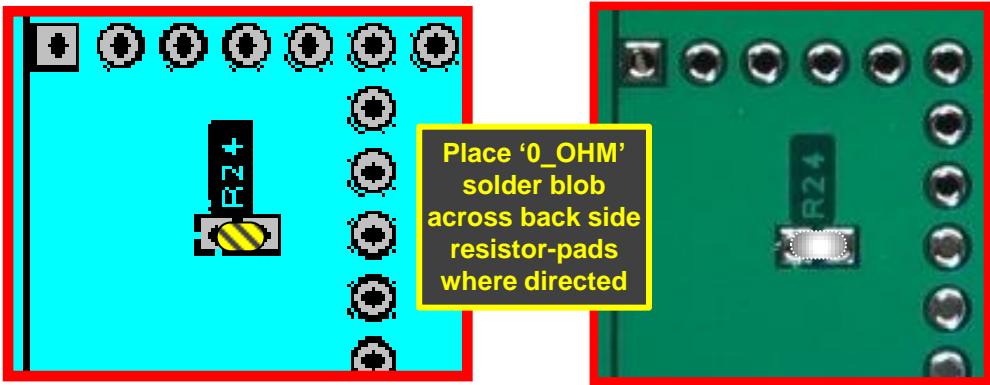 R24
Place ‘0_OHM’
solder blob
across back side
resistor-pads
where directed
R24